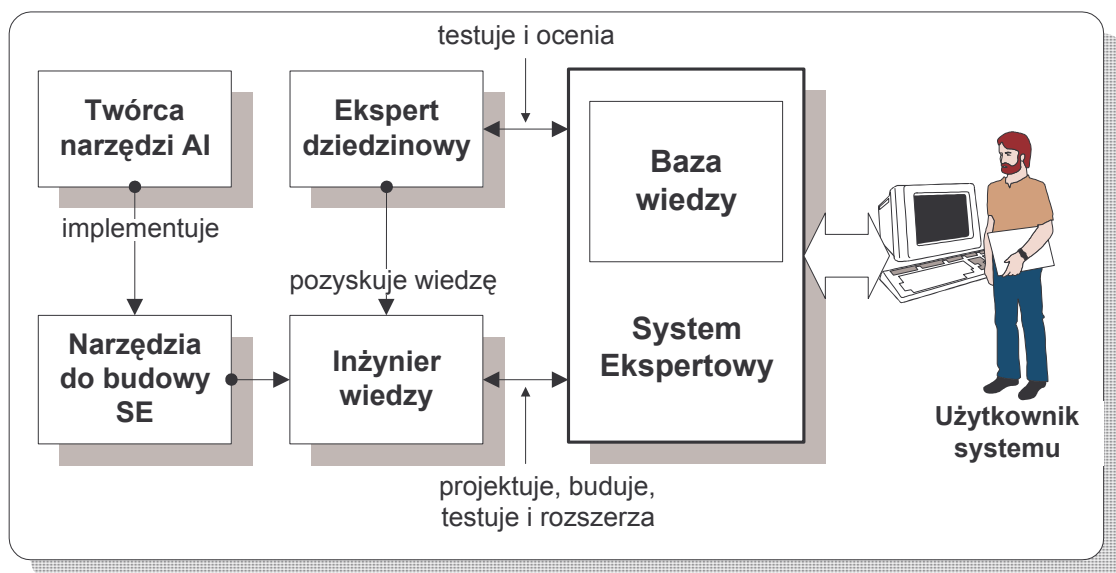 testuje i ocenia
Twórca
narzędzi AI
Ekspert
dziedzinowy
Baza
wiedzy
implementuje
pozyskuje wiedzę
Narzędzia
do budowy
SE
Inżynier
wiedzy
System
Ekspertowy
Użytkownik
systemu
projektuje, buduje,
testuje i rozszerza